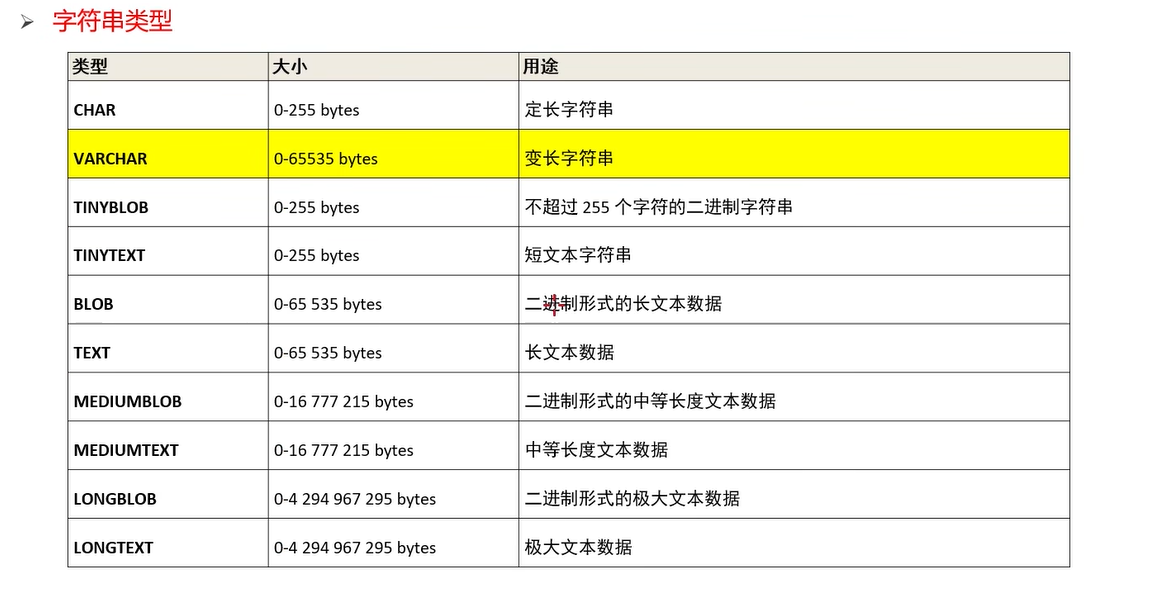 字符串类型
类型 大小 用途
CHAR 0-255 bytes 定长字符串
VARCHAR 0-65535 bytes 变长字符串
TINYBLOB 0-255 bytes 不超过 255 个字符的二进制字符串
TINYTEXT 0-255 bytes 短文本字符串
BLOB 0-65 535 bytes 二进制形式的长文本数据
TEXT 0-65 535 bytes 长文本数据
MEDIUMBLOB 0-16 777 215 bytes 二进制形式的中等长度文本数据
MEDIUMTEXT 0-16 777 215 bytes 中等长度文本数据
LONGBLOB 0-4 294 967 295 bytes 二进制形式的极大文本数据
LONGTEXT 0-4 294 967 295 bytes 极大文本数据